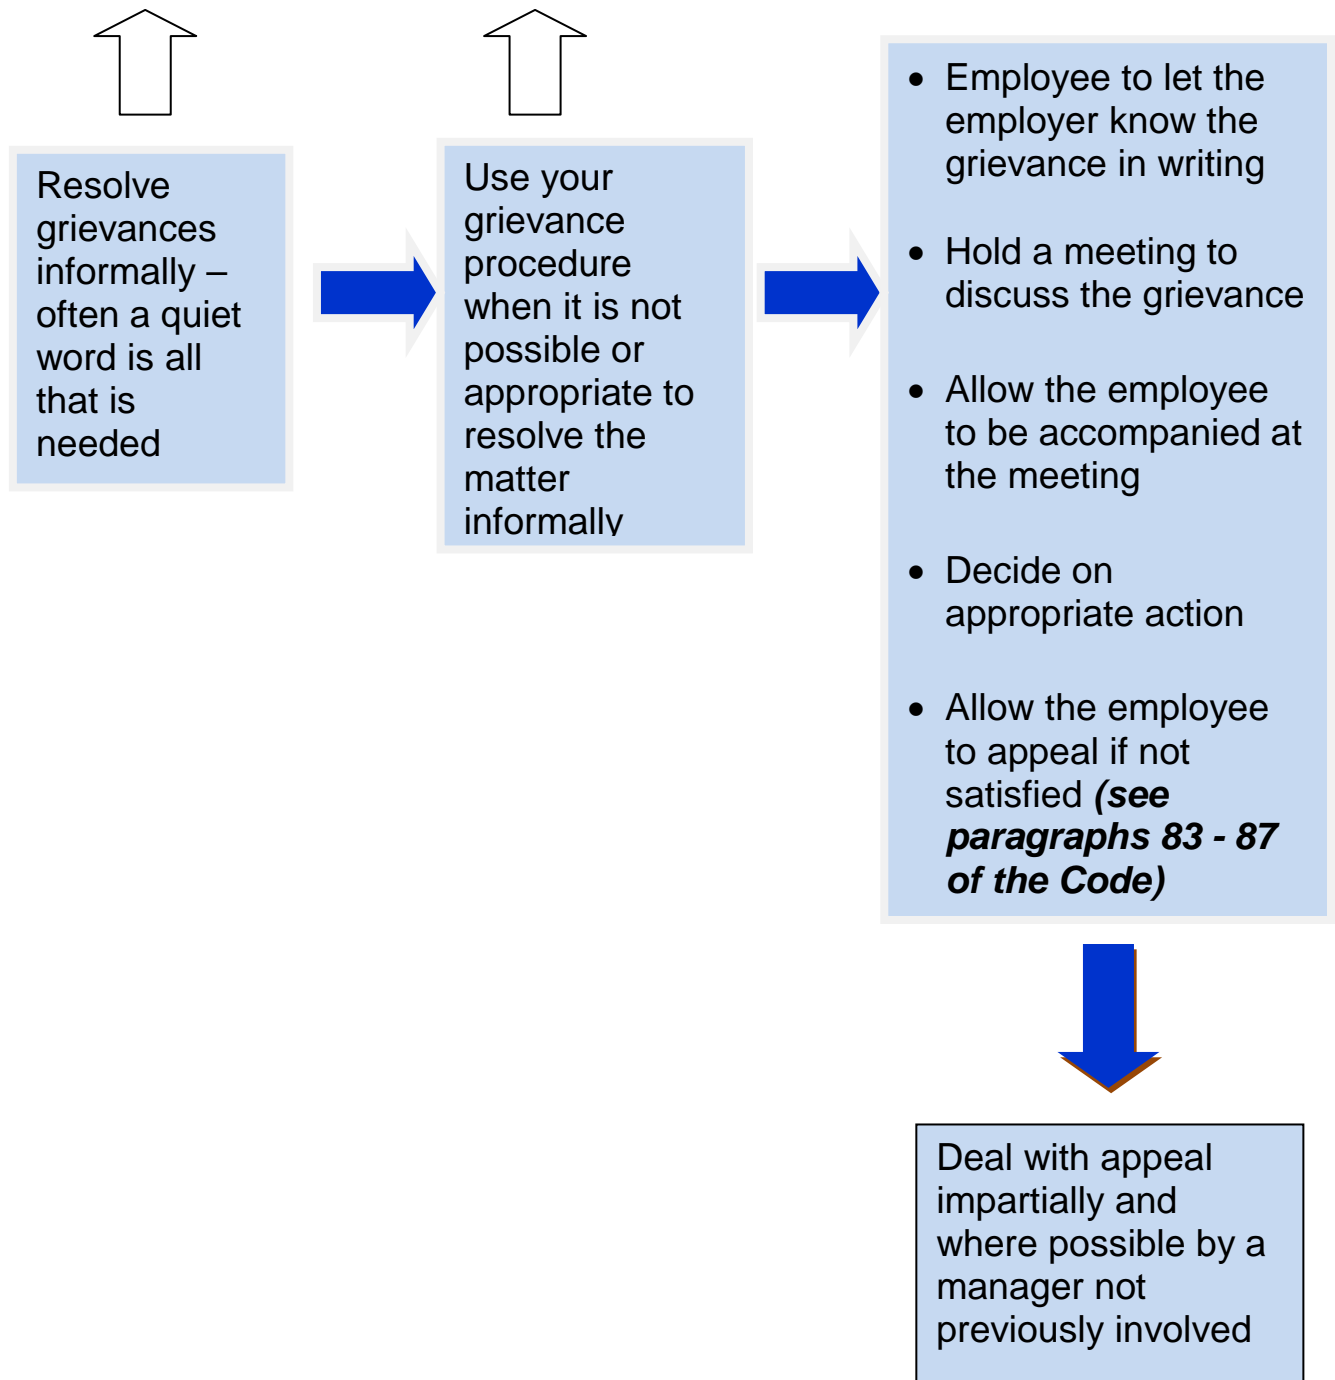 Resolve
grievances
informally –
often a quiet
word is all
that is
needed
Use your
grievance
procedure
when it is not
possible or
appropriate to
resolve the
matter
informally
• Employee to let the
employer know the
grievance in writing
• Hold a meeting to
discuss the grievance
• Allow the employee
to be accompanied at
the meeting
• Decide on
appropriate action
• Allow the employee
to appeal if not
satisfied (see
paragraphs 83 - 87
of the Code)
Deal with appeal
impartially and
where possible by a
manager not
previously involved